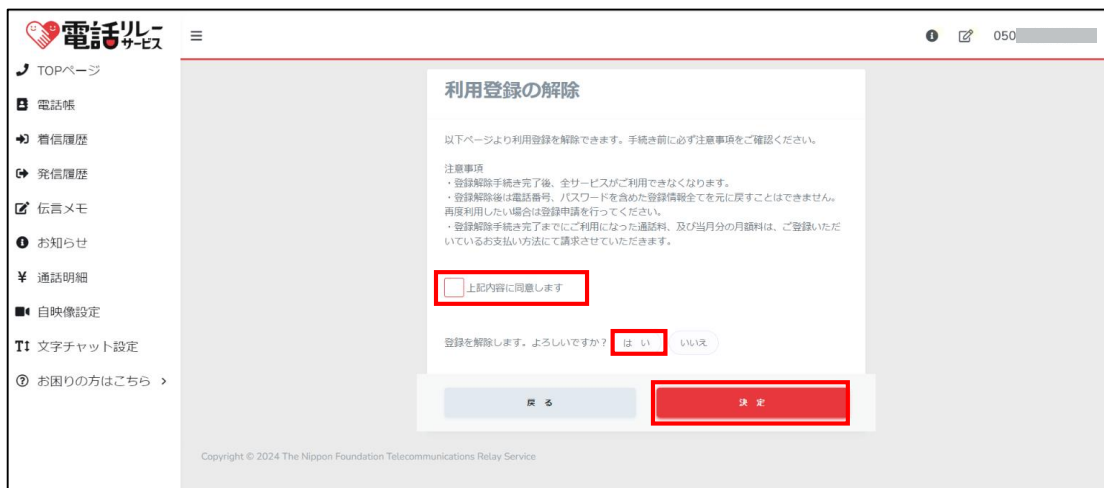 電話リレーサービス
050
TOPページ
電話帳
着信履歴
発信履歴
伝言メモ
お知らせ
通話明細
自映像設定
文字チャット設定
お困りの方はこちら
利用登録の解除
以下ページより利用登録を解除できます。手続き前に必ず注意事項をご確認ください。
注意事項
・登録解除手続き完了後、全サービスがご利用できなくなります。
・登録解除後は電話番号、パスワードを含めた登録情報全てを元に戻すことはできません。
再度利用したい場合は登録申請を行ってください。
・登録解除手続き完了までにご利用になった通話料、及び当月分の月額料は、ご登録いただ
いているお支払い方法にて請求させていただきます。
上記内容に同意します
登録を解除します。よろしいですか？ はい いいえ
戻る 決定
Copyright © 2024 The Nippon Foundation Telecommunications Relay Service